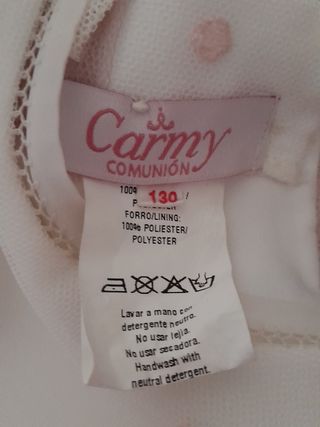 Carmy
COMUNIÓN
100%
130
FORRO/LINING:
100% POLIESTER/
POLYESTER
Lavar a mano con
detergente neutro.
No usar lejía.
No usar secadora.
Handwash with
neutral detergent.